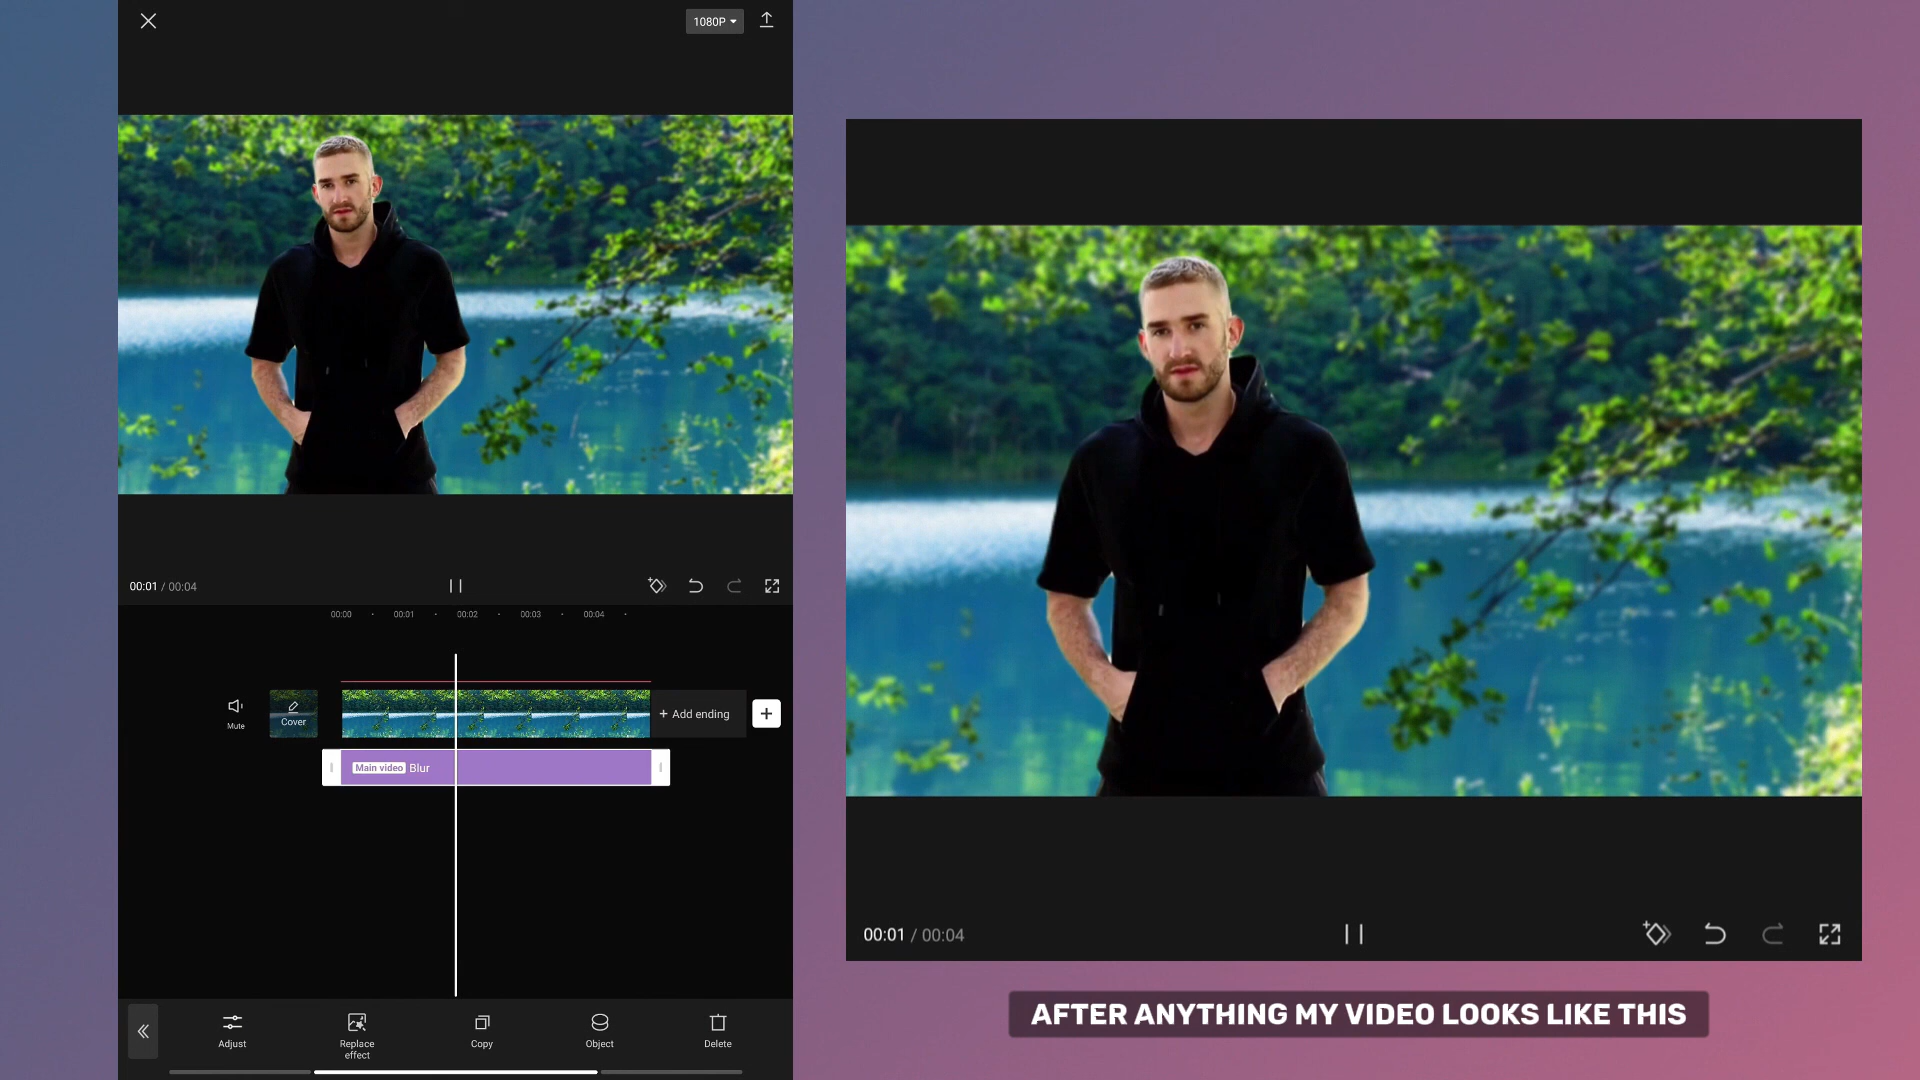 1080P
00:01 / 00:04
00:00 00:01 00:02 00:03 00:04
Mute
Cover
+ Add ending
Main video Blur
Adjust
Replace
effect
Copy
Object
Delete
00:01 / 00:04
AFTER ANYTHING MY VIDEO LOOKS LIKE THIS